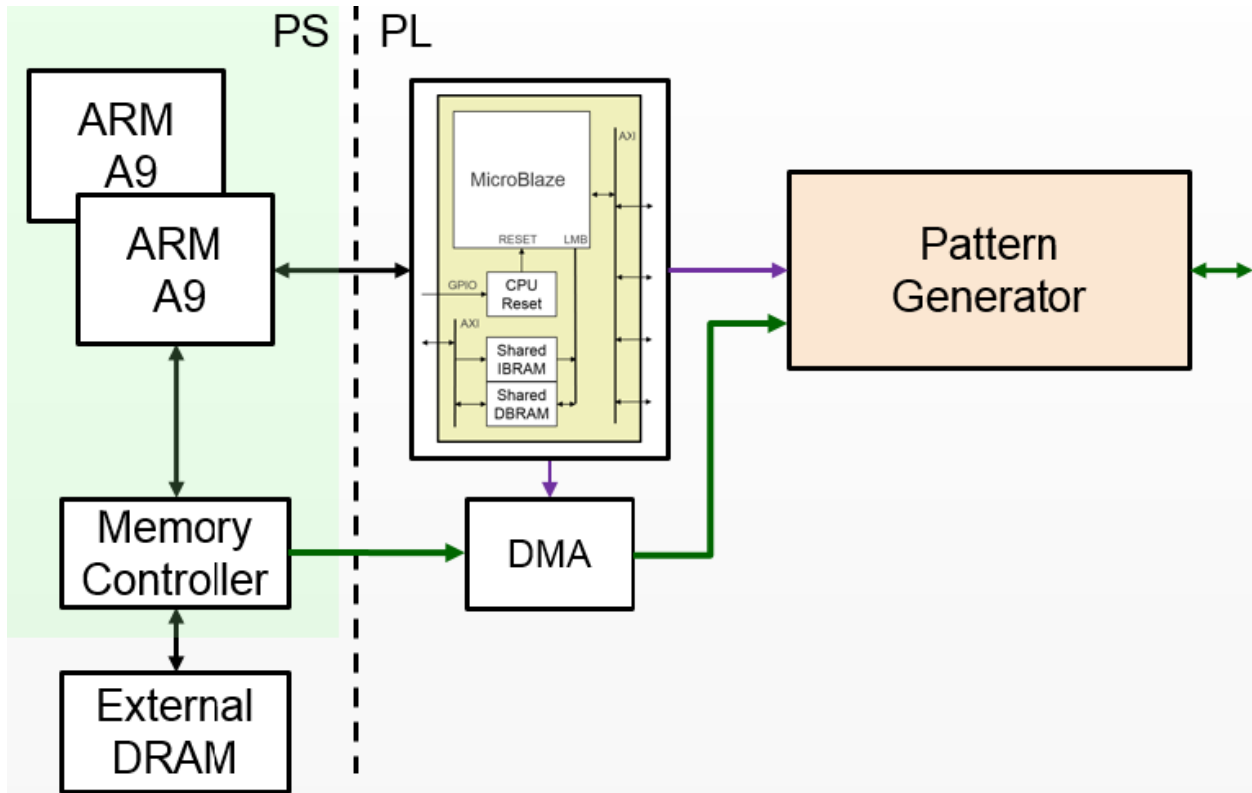 PS
PL
ARM
A9
ARM
A9
MicroBlaze
AXI
RESET
LMB
GPIO
CPU
Reset
AXI
Shared
IBRAM
Shared
DBRAM
Pattern
Generator
Memory
Controller
DMA
External
DRAM